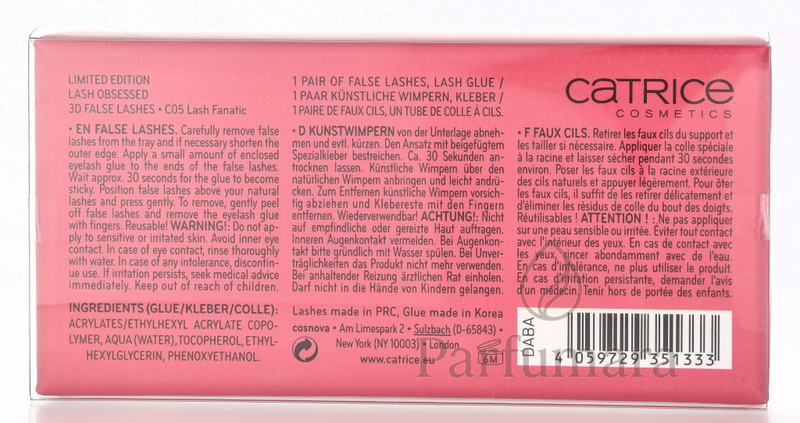 LIMITED EDITION
LASH OBSESSED
3D FALSE LASHES • C05 Lash Fanatic
• EN FALSE LASHES. Carefully remove false
lashes from the tray and if necessary shorten the
outer edge. Apply a small amount of enclosed
eyelash glue to the ends of the false lashes.
Wait approx. 30 seconds for the glue to become
sticky. Position false lashes above your natural
lashes and press gently. To remove, gently peel
off false lashes and remove the eyelash glue
with fingers. Reusable! WARNING!: Do not ap-
ply to sensitive or irritated skin. Avoid inner eye
contact. In case of eye contact, rinse thoroughly
with water. In case of any intolerance, discontin-
ue use. If irritation persists, seek medical advice
immediately. Keep out of reach of children.
INGREDIENTS (GLUE/KLEBER/COLLE):
ACRYLATES/ETHYLHEXYL ACRYLATE COPO-
LYMER, AQUA (WATER), TOCOPHEROL, ETHYL-
HEXYLGLYCERIN, PHENOXYETHANOL.
1 PAIR OF FALSE LASHES, LASH GLUE /
1 PAAR KÜNSTLICHE WIMPERN, KLEBER /
1 PAIRE DE FAUX CILS, UN TUBE DE COLLE À CILS.
• D KUNSTWIMPERN von der Unterlage abneh-
men und evtl. kürzen. Den Ansatz mit beigefügtem
Spezialkleber bestreichen. Ca. 30 Sekunden an-
trocknen lassen. Künstliche Wimpern über den
natürlichen Wimpern anbringen und leicht andrü-
cken. Zum Entfernen künstliche Wimpern vorsich-
tig abziehen und Klebereste mit den Fingern
entfernen. Wiederverwendbar! ACHTUNG!: Nicht
auf empfindliche oder gereizte Haut auftragen.
Inneren Augenkontakt vermeiden. Bei Augenkon-
takt bitte gründlich mit Wasser spülen. Bei Unver-
träglichkeiten das Produkt nicht mehr verwenden.
Bei anhaltender Reizung ärztlichen Rat einholen.
Darf nicht in die Hände von Kindern gelangen.
Lashes made in PRC, Glue made in Korea
cosnova • Am Limespark 2 • Sulzbach (D-65843) •
New York (NY 10003) • London
www.catrice.eu
6M
CATRICE
COSMETICS
• F FAUX CILS. Retirer les faux cils du support et
les tailler si nécessaire. Appliquer la colle spéciale
à la racine et laisser sécher pendant 30 secondes
environ. Poser les faux cils à la racine extérieure
des cils naturels et appuyer légèrement. Pour ôter
les faux cils, il suffit de les retirer délicatement et
d'éliminer les résidus de colle du bout des doigts.
Réutilisables! ATTENTION ! : Ne pas appliquer
sur une peau sensible ou irritée. Éviter tout contact
avec l'intérieur des yeux. En cas de contact avec
les yeux, rincer abondamment avec de l'eau.
En cas d'intolérance, ne plus utiliser le produit.
En cas d'irritation persistante, demander l'avis
d'un médecin. Tenir hors de portée des enfants.
DABA
4 059729 351333
Parfumara